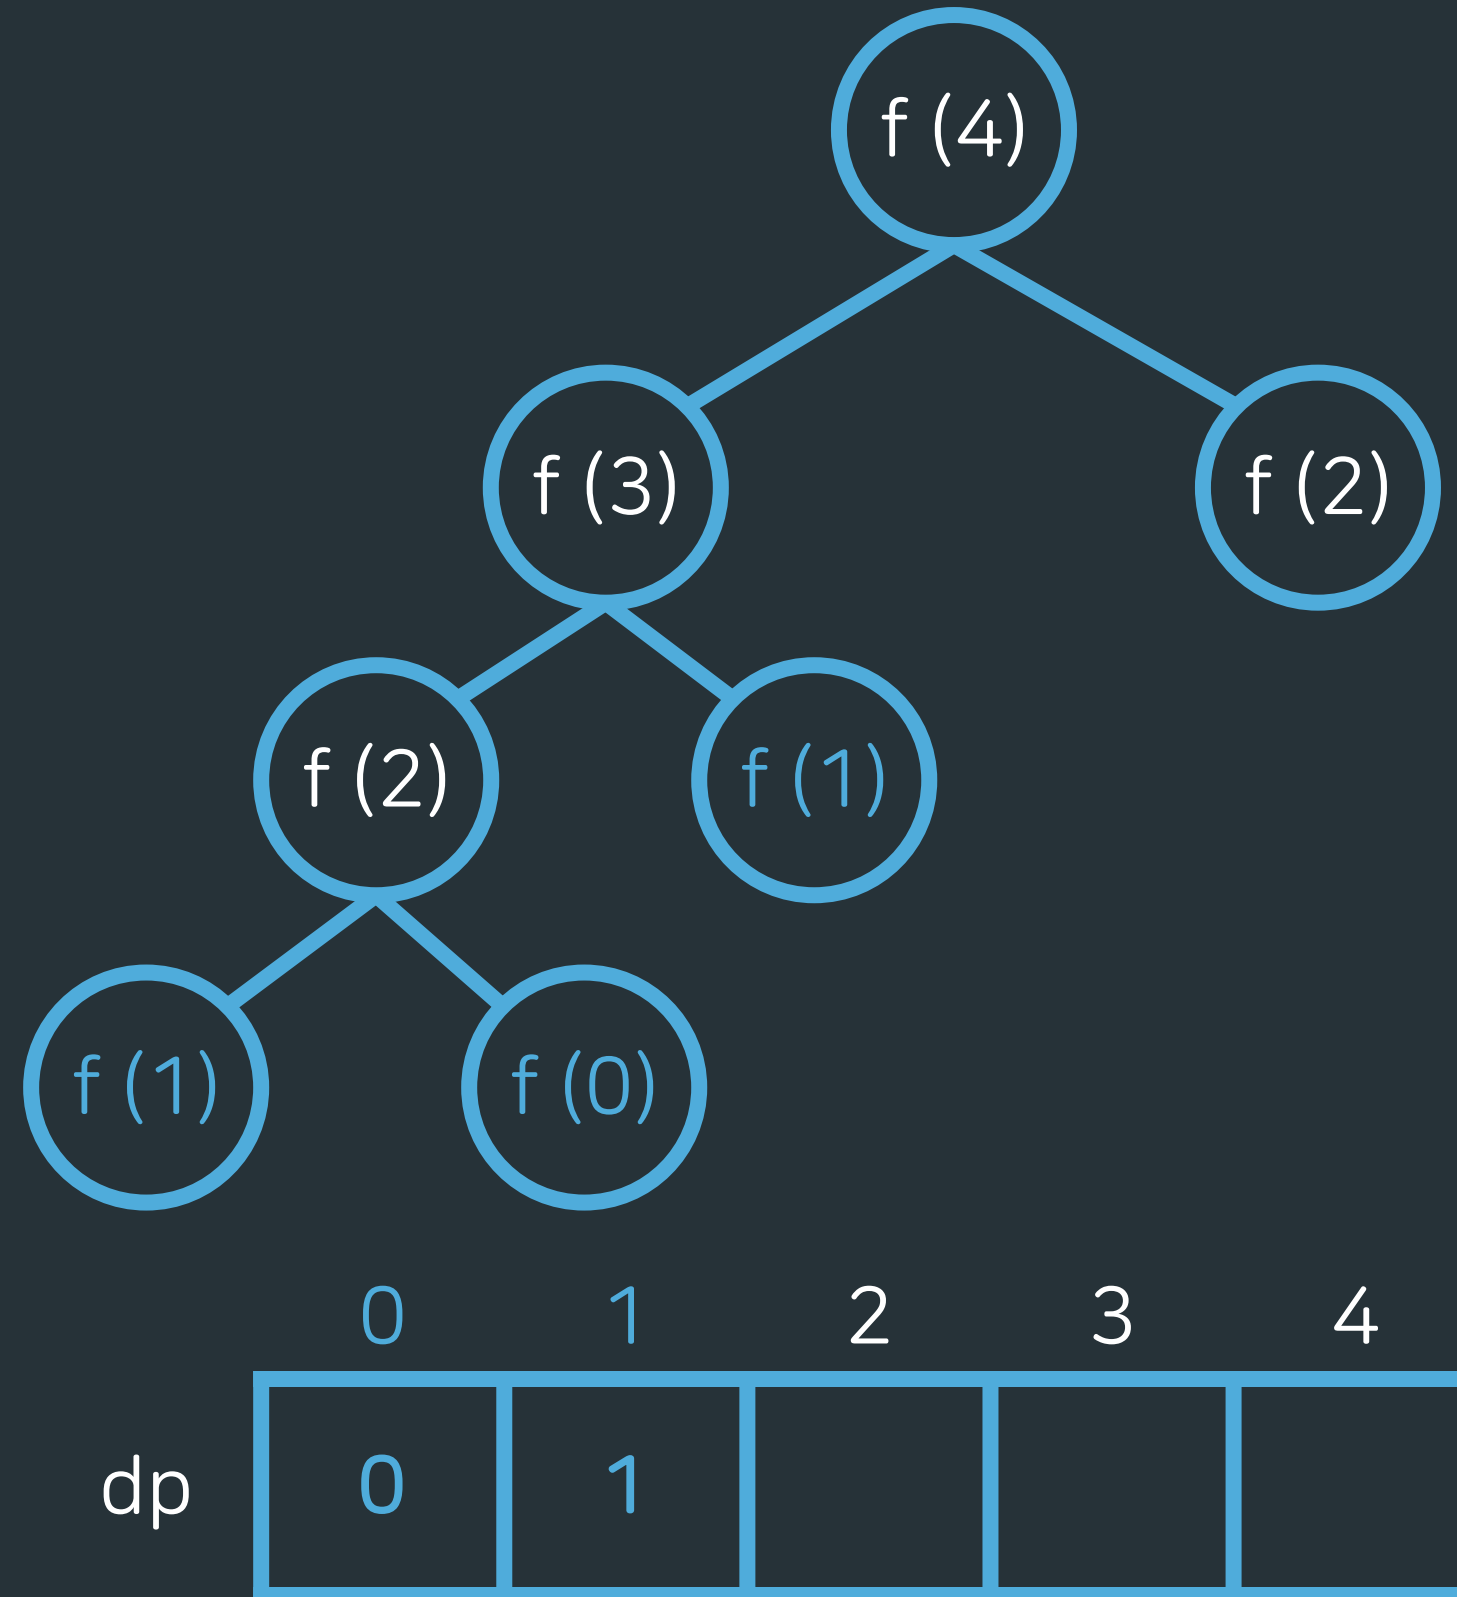 f (4)
f (3) f (2)
f (2) f (1)
f (1) f (0)
0 1 2 3 4
dp 0 1